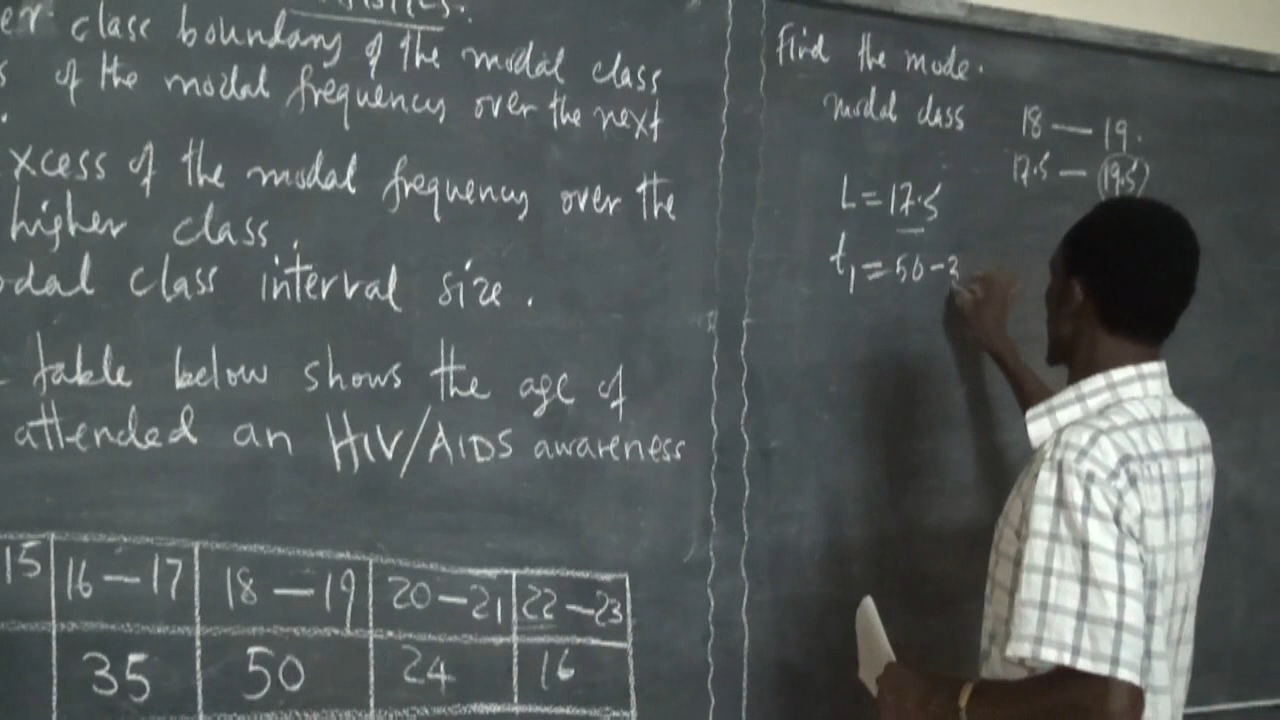 er class boundary of the modal class
s of the modal frequency over the next
xcess of the modal frequency over the
higher class.
odal class interval size.
table below shows the age of
attended an HIV/AIDS awareness
15 16-17 18-19 20-21 22-23
35 50 24 16
Find the mode.
modal class 18-19.
17.5-19.5
L=17.5
t1=50-3